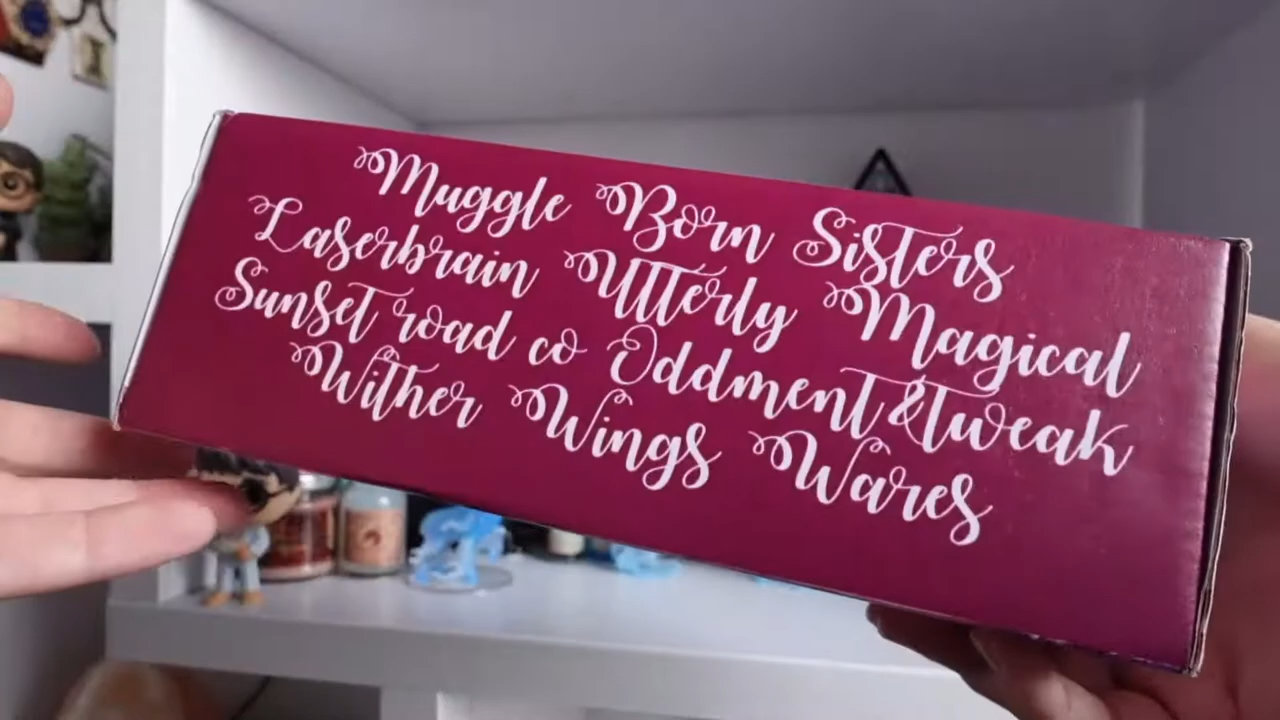 Muggle Born Sisters
Laserbrain Utterly Magical
Sunset road co Oddment&tweak
Wither Wings Wares